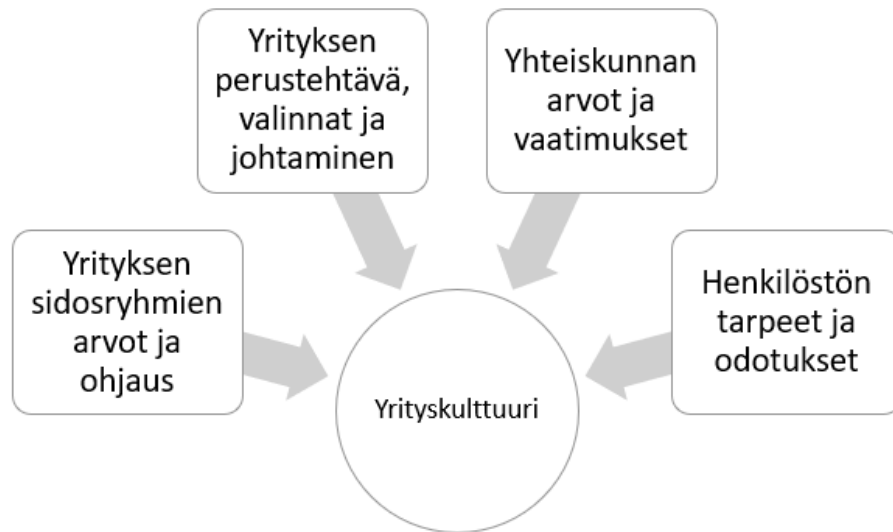 Yrityksen
perustehtävä,
valinnat ja
johtaminen
Yhteiskunnan
arvot ja
vaatimukset
Yrityksen
sidosryhmien
arvot ja
ohjaus
Henkilöstön
tarpeet ja
odotukset
Yrityskulttuuri